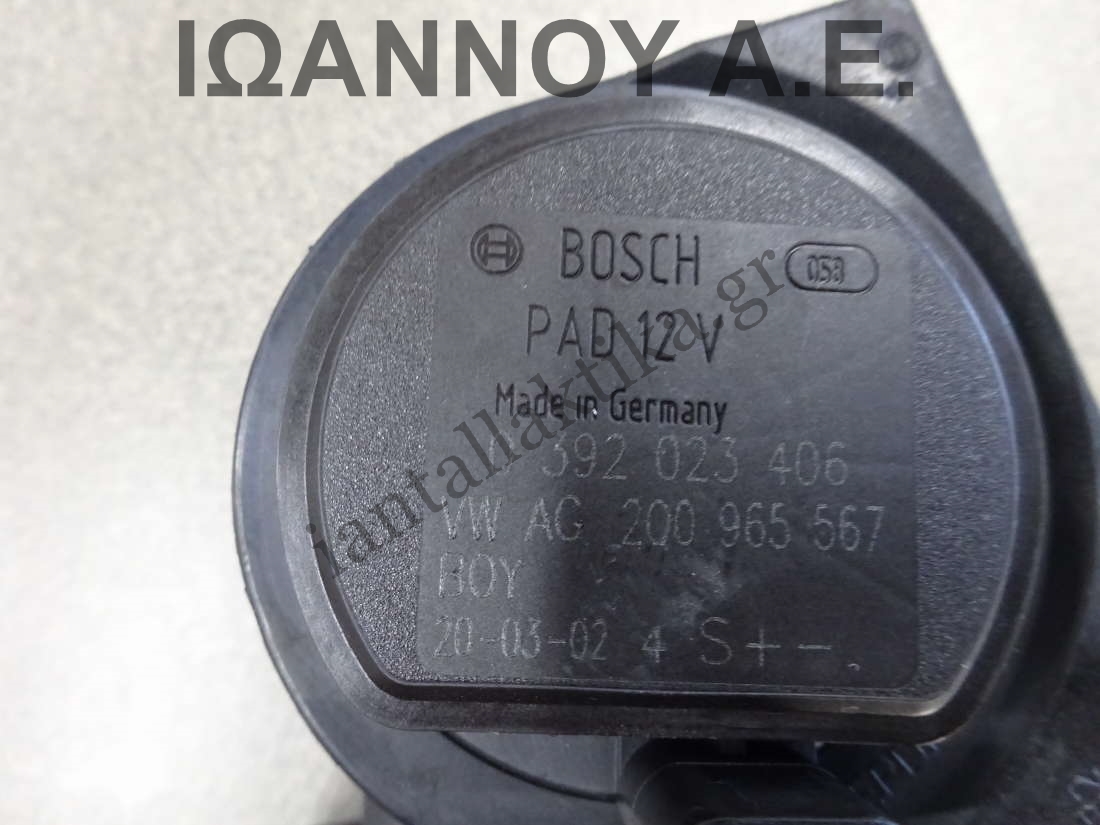 ΙΩΑΝΝΟΥ Α.Ε.
BOSCH 058
PAD 12 V
Made in Germany
392 023 406
VW AG 2Q0 965 567
BOY
20-03-02 4 S + -
iantallaktika.gr